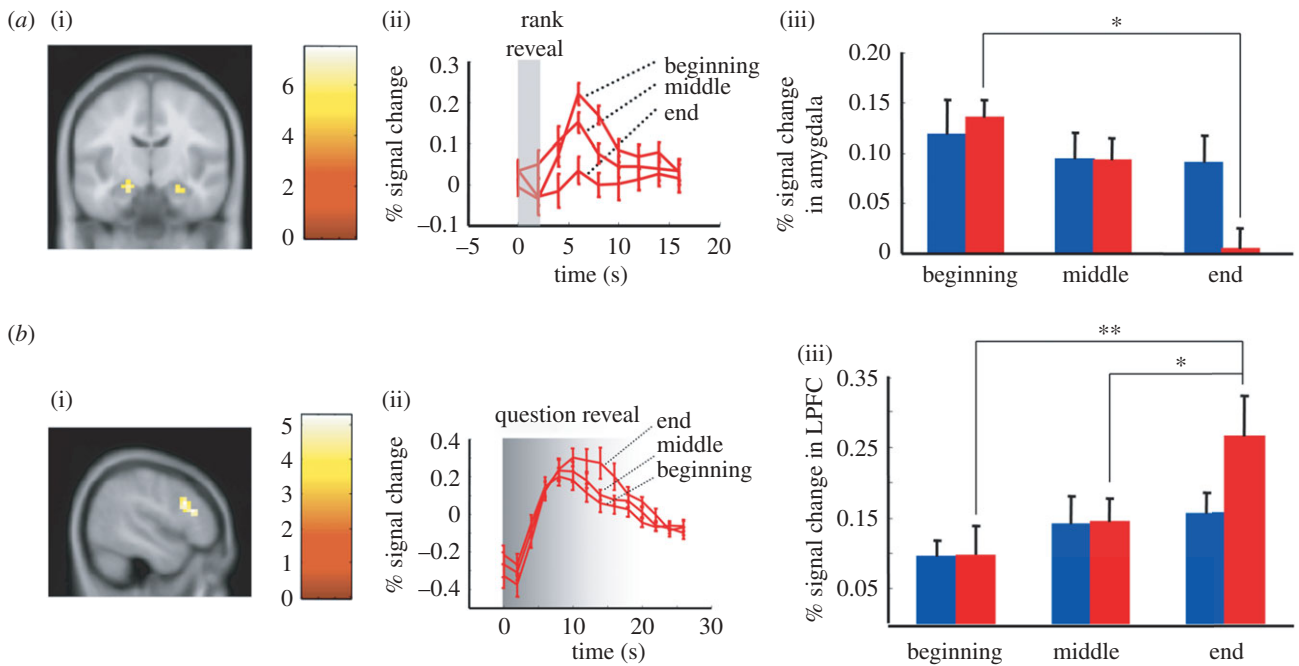 (a) (i)
6
4
2
0
(ii)
rank
reveal
% signal change
0.3
0.2
0.1
0
–0.1
beginning
middle
end
–5 0 5 10 15 20
time (s)
(iii)
*
% signal change
in amygdala
0.15
0.10
0.05
0
beginning middle end
(b)
(i)
5
4
3
2
1
0
(ii)
question reveal
% signal change
0.4
0.2
0
–0.2
–0.4
end
middle
beginning
0 10 20 30
time (s)
(iii)
**
*
% signal change in LPFC
0.35
0.25
0.15
0.05
beginning middle end